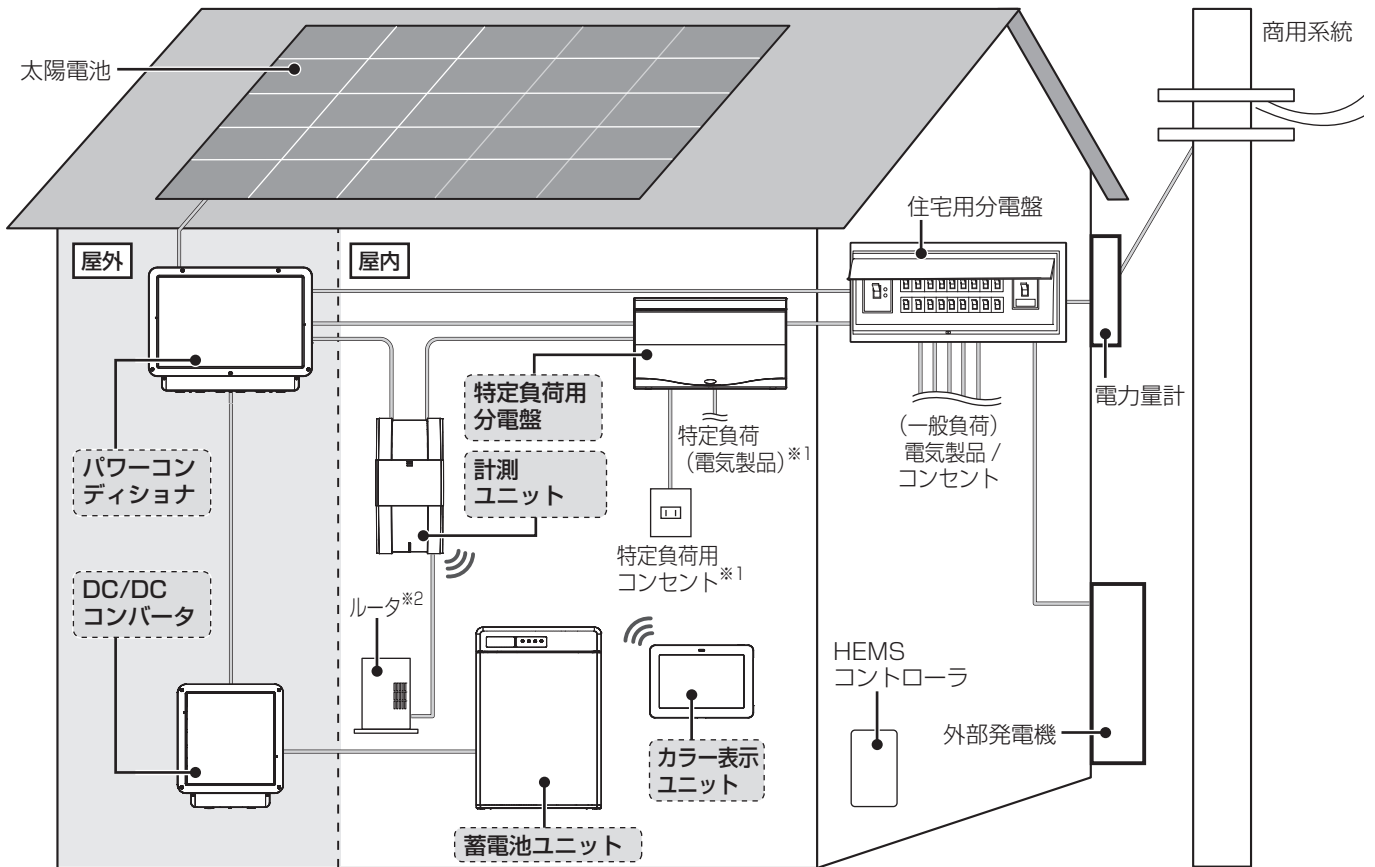 商用系統
太陽電池
住宅用分電盤
屋外
屋内
電力量計
特定負荷用
分電盤
特定負荷
(電気製品)※1
(一般負荷)
電気製品 /
コンセント
パワーコン
ディショナ
計測
ユニット
特定負荷用
コンセント※1
DC/DC
コンバータ
ルータ※2
HEMS
コントローラ
外部発電機
カラー表示
ユニット
蓄電池ユニット